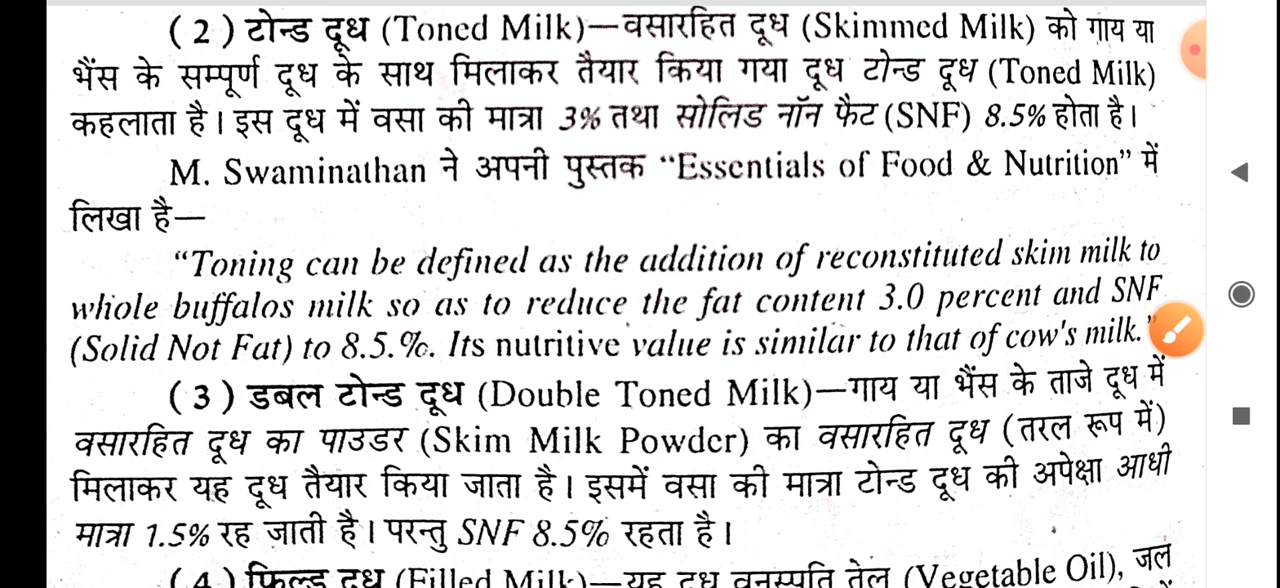 (2) टोन्ड दूध (Toned Milk)—वसारहित दूध (Skimmed Milk) को गाय या
भैंस के सम्पूर्ण दूध के साथ मिलाकर तैयार किया गया दूध टोन्ड दूध (Toned Milk)
कहलाता है। इस दूध में वसा की मात्रा 3% तथा सोलिड नॉन फैट (SNF) 8.5% होता है।
M. Swaminathan ने अपनी पुस्तक “Essentials of Food & Nutrition” में
लिखा है—
“Toning can be defined as the addition of reconstituted skim milk to
whole buffalos milk so as to reduce the fat content 3.0 percent and SNF
(Solid Not Fat) to 8.5.%. Its nutritive value is similar to that of cow's milk.”
(3) डबल टोन्ड दूध (Double Toned Milk)—गाय या भैंस के ताजे दूध में
वसारहित दूध का पाउडर (Skim Milk Powder) का वसारहित दूध (तरल रूप में)
मिलाकर यह दूध तैयार किया जाता है। इसमें वसा की मात्रा टोन्ड दूध की अपेक्षा आधी
मात्रा 1.5% रह जाती है। परन्तु SNF 8.5% रहता है।
(4) फिल्ड दूध (Filled Milk)—यह दूध वनस्पति तेल (Vegetable Oil), जल